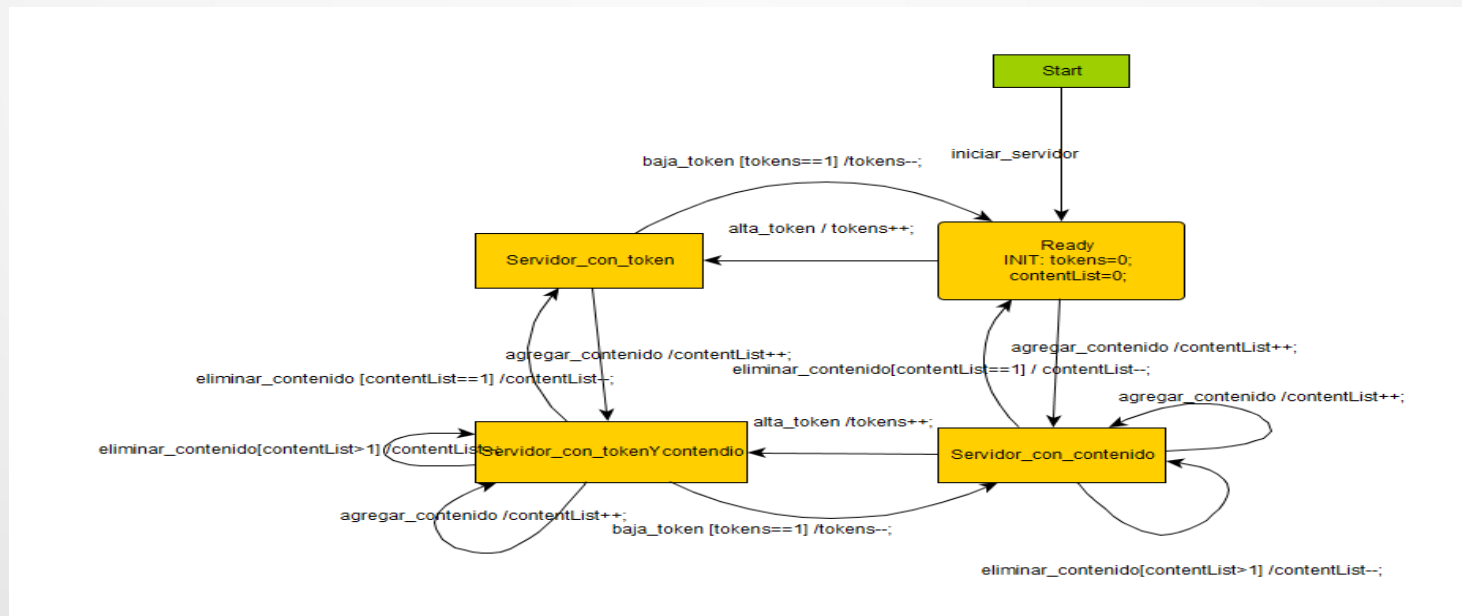 Start
iniciar_servidor
baja_token [tokens==1] /tokens--;
alta_token / tokens++;
Servidor_con_token
Ready
INIT: tokens=0;
contentList=0;
agregar_contenido /contentList++;
eliminar_contenido [contentList==1] /contentList--;
agregar_contenido /contentList++;
eliminar_contenido[contentList==1] / contentList--;
agregar_contenido /contentList++;
alta_token /tokens++;
eliminar_contenido[contentList>1] /contentList--;
Servidor_con_tokenYcontendio
Servidor_con_contenido
agregar_contenido /contentList++;
baja_token [tokens==1] /tokens--;
eliminar_contenido[contentList>1] /contentList--;